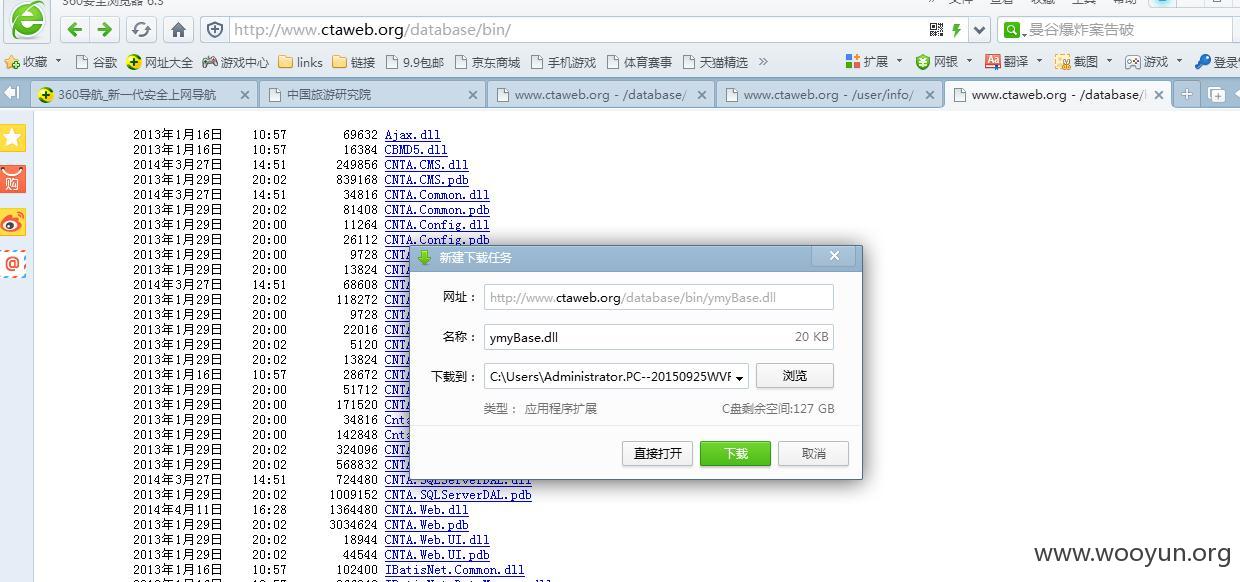 360安全浏览器 6.3
文件 查看 收藏 工具 帮助
http://www.ctaweb.org/database/bin/
曼谷爆炸案告破
收藏 谷歌 网址大全 游戏中心 links 链接 9.9包邮 京东商城 手机游戏 体育赛事 天猫精选 » 扩展 网银 翻译 截图 游戏 登录
360导航_新一代安全上网导航
中国旅游研究院
www.ctaweb.org - /database/
www.ctaweb.org - /user/info/
www.ctaweb.org - /database/
购
2013年1月16日 10:57 69632 Ajax.dll
2013年1月16日 10:57 16384 CBMD5.dll
2014年3月27日 14:51 249856 CNTA.CMS.dll
2013年1月29日 20:02 839168 CNTA.CMS.pdb
2014年3月27日 14:51 34816 CNTA.Common.dll
2013年1月29日 20:02 81408 CNTA.Common.pdb
2013年1月29日 20:00 11264 CNTA.Config.dll
2013年1月29日 20:00 26112 CNTA.Config.pdb
2013年1月29日 20:00 9728 CNT
2013年1月29日 20:00 13824 CNT
2014年3月27日 14:51 68608 CNT
2013年1月29日 20:02 118272 CNT
2013年1月29日 20:00 9728 CNT
2013年1月29日 20:00 22016 CNT
2013年1月29日 20:02 5120 CNT
2013年1月29日 20:02 13824 CNT
2013年1月16日 10:57 28672 CNT
2013年1月29日 20:00 51712 CNT
2013年1月29日 20:00 171520 CNT
2013年1月29日 20:00 34816 Cnt
2013年1月29日 20:00 142848 Cnt
2013年1月29日 20:02 324096 CNT
2013年1月29日 20:02 568832 CNT
2014年3月27日 14:51 724480 CNTA.SQLServerDAL.dll
2013年1月29日 20:02 1009152 CNTA.SQLServerDAL.pdb
2014年4月11日 16:28 1364480 CNTA.Web.dll
2013年1月29日 20:02 3034624 CNTA.Web.pdb
2013年1月29日 20:02 18944 CNTA.Web.UI.dll
2013年1月29日 20:02 44544 CNTA.Web.UI.pdb
2013年1月16日 10:57 102400 IBatisNet.Common.dll
新建下载任务
网址： http://www.ctaweb.org/database/bin/ymyBase.dll
名称： ymyBase.dll 20 KB
下载到： C:\Users\Administrator.PC--20150925WVF 浏览
类型： 应用程序扩展 C盘剩余空间:127 GB
直接打开 下载 取消
www.wooyun.org